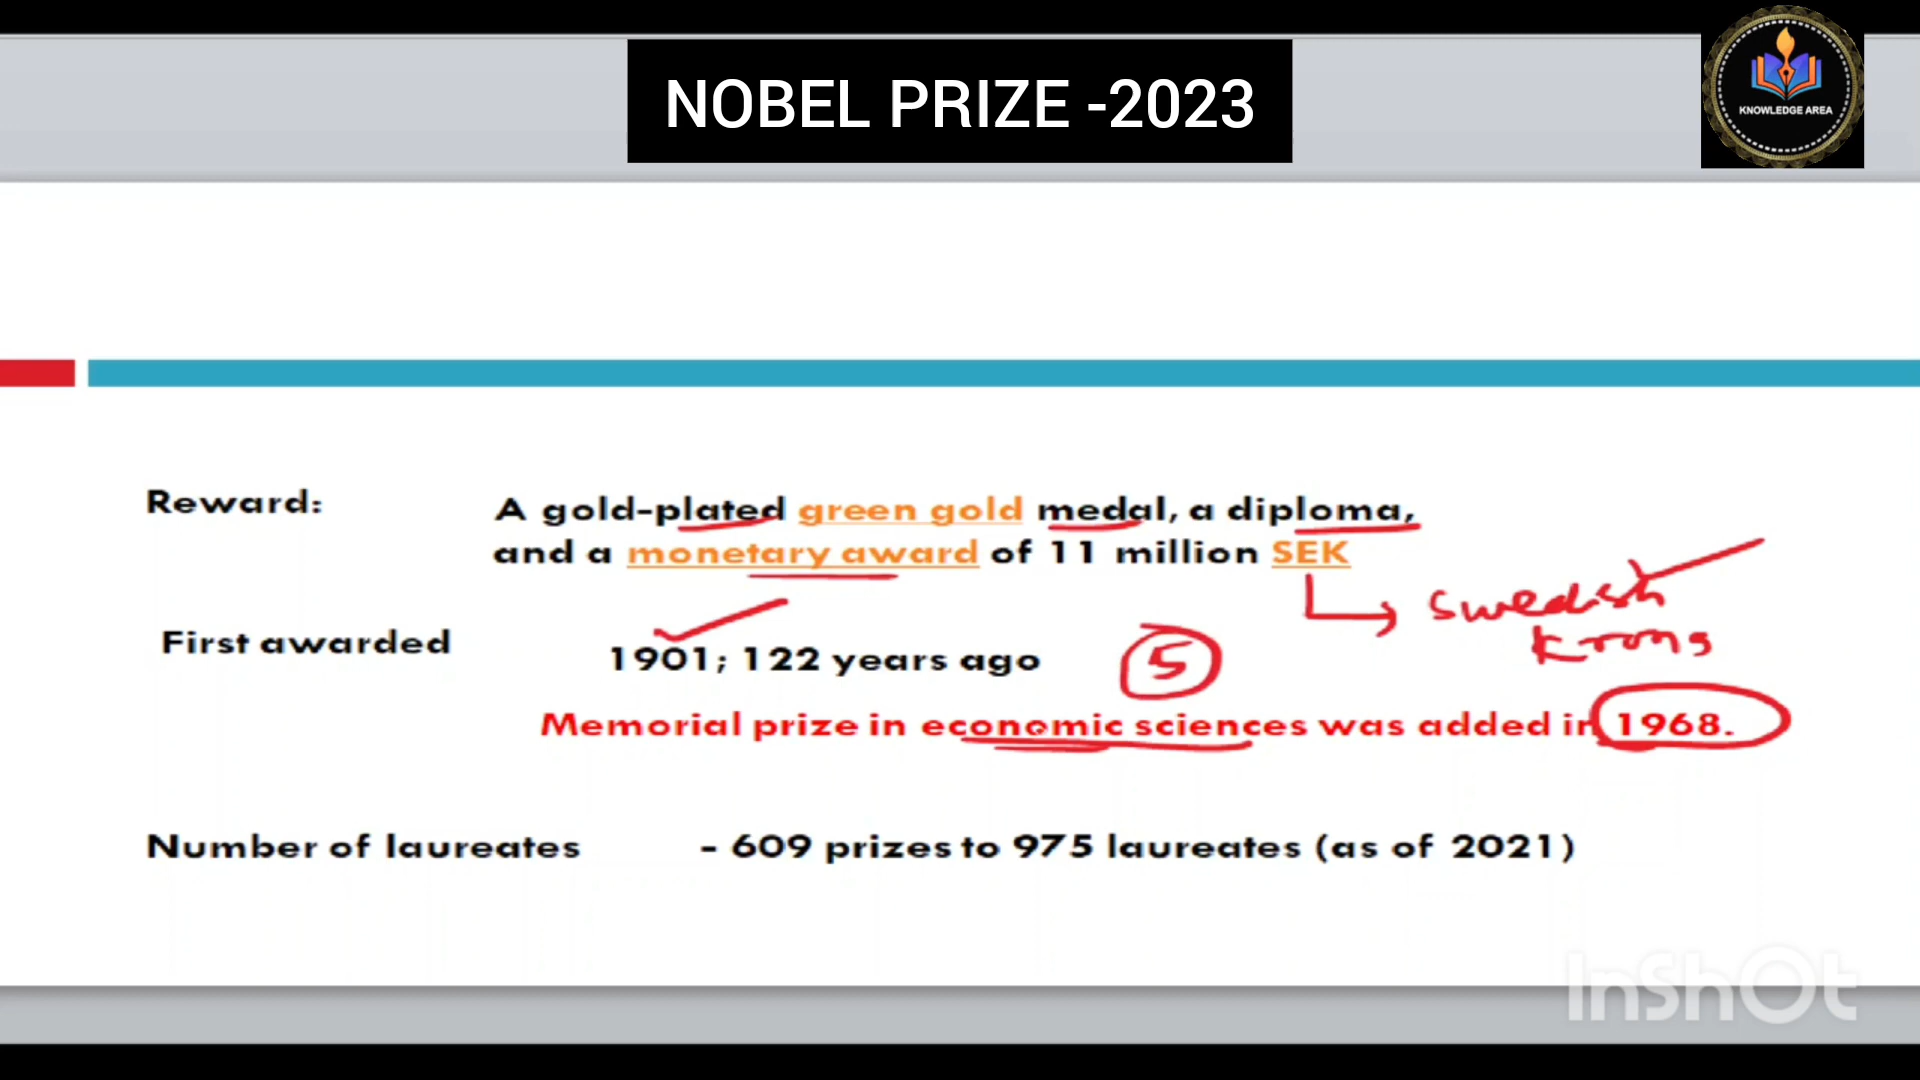 NOBEL PRIZE -2023
KNOWLEDGE AREA
Reward:
A gold-plated green gold medal, a diploma,
and a monetary award of 11 million SEK
Swedish
Krona
First awarded
1901; 122 years ago
5
Memorial prize in economic sciences was added in 1968.
Number of laureates - 609 prizes to 975 laureates (as of 2021)
InShOt